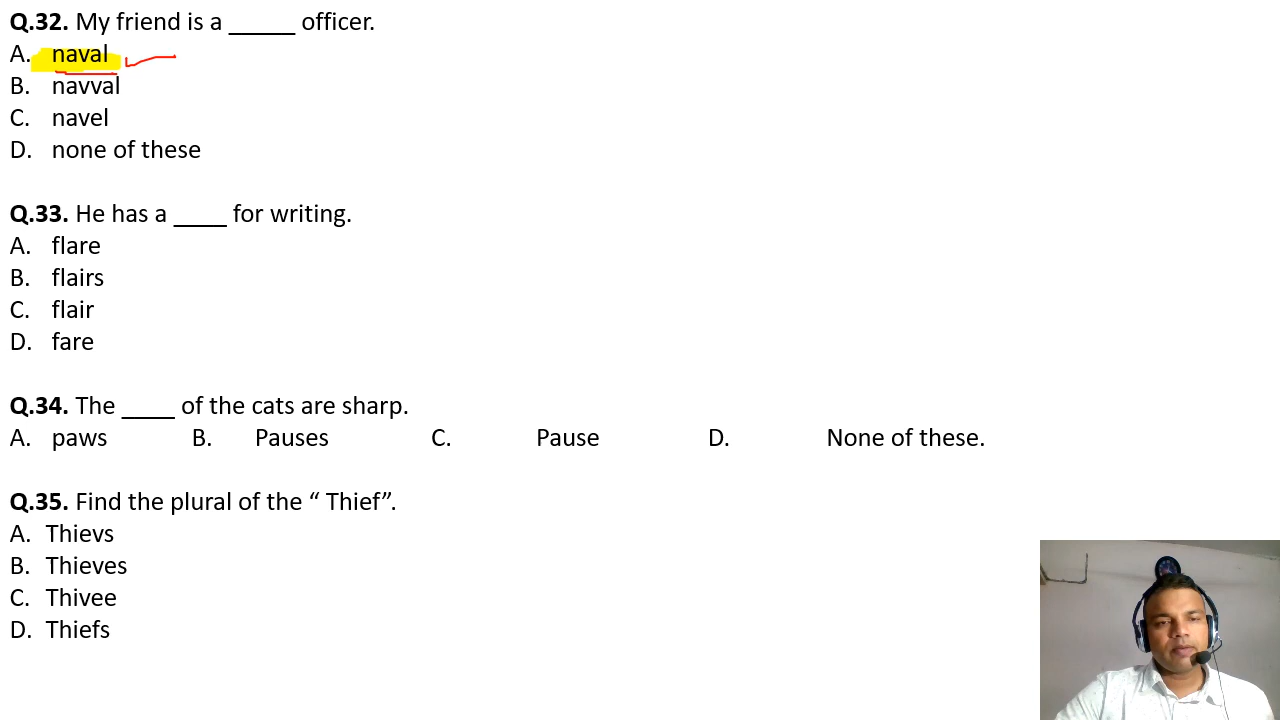 Q.32. My friend is a _____ officer.
A. naval
B. navval
C. navel
D. none of these
Q.33. He has a ____ for writing.
A. flare
B. flairs
C. flair
D. fare
Q.34. The ____ of the cats are sharp.
A. paws B. Pauses C. Pause D. None of these.
Q.35. Find the plural of the “ Thief”.
A. Thievs
B. Thieves
C. Thivee
D. Thiefs